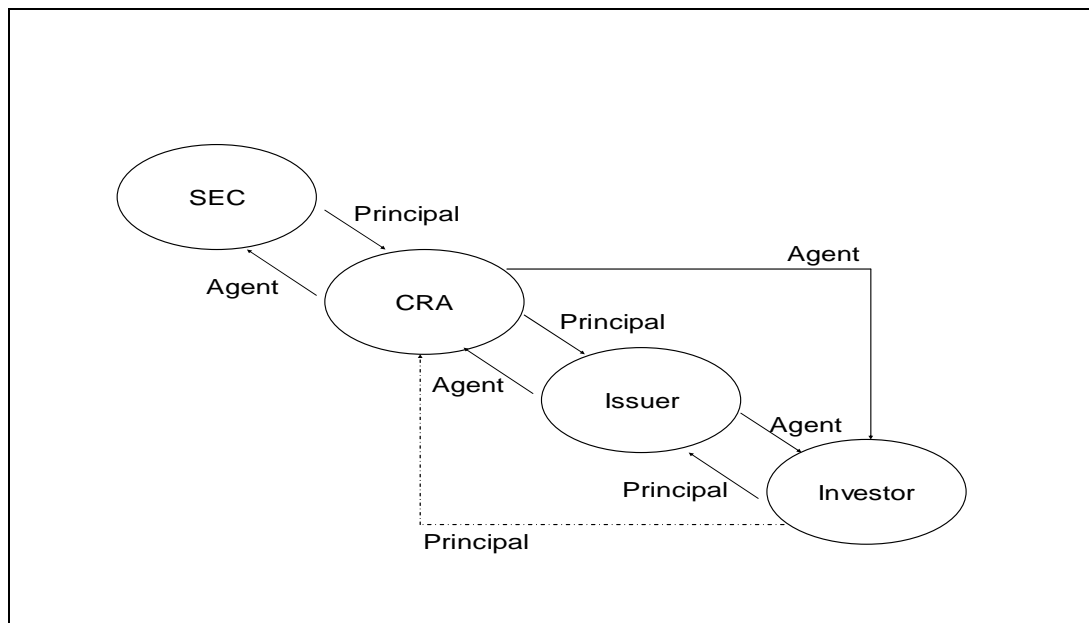 SEC
Principal
Agent
Agent
CRA
Principal
Agent
Issuer
Agent
Principal
Investor
Principal